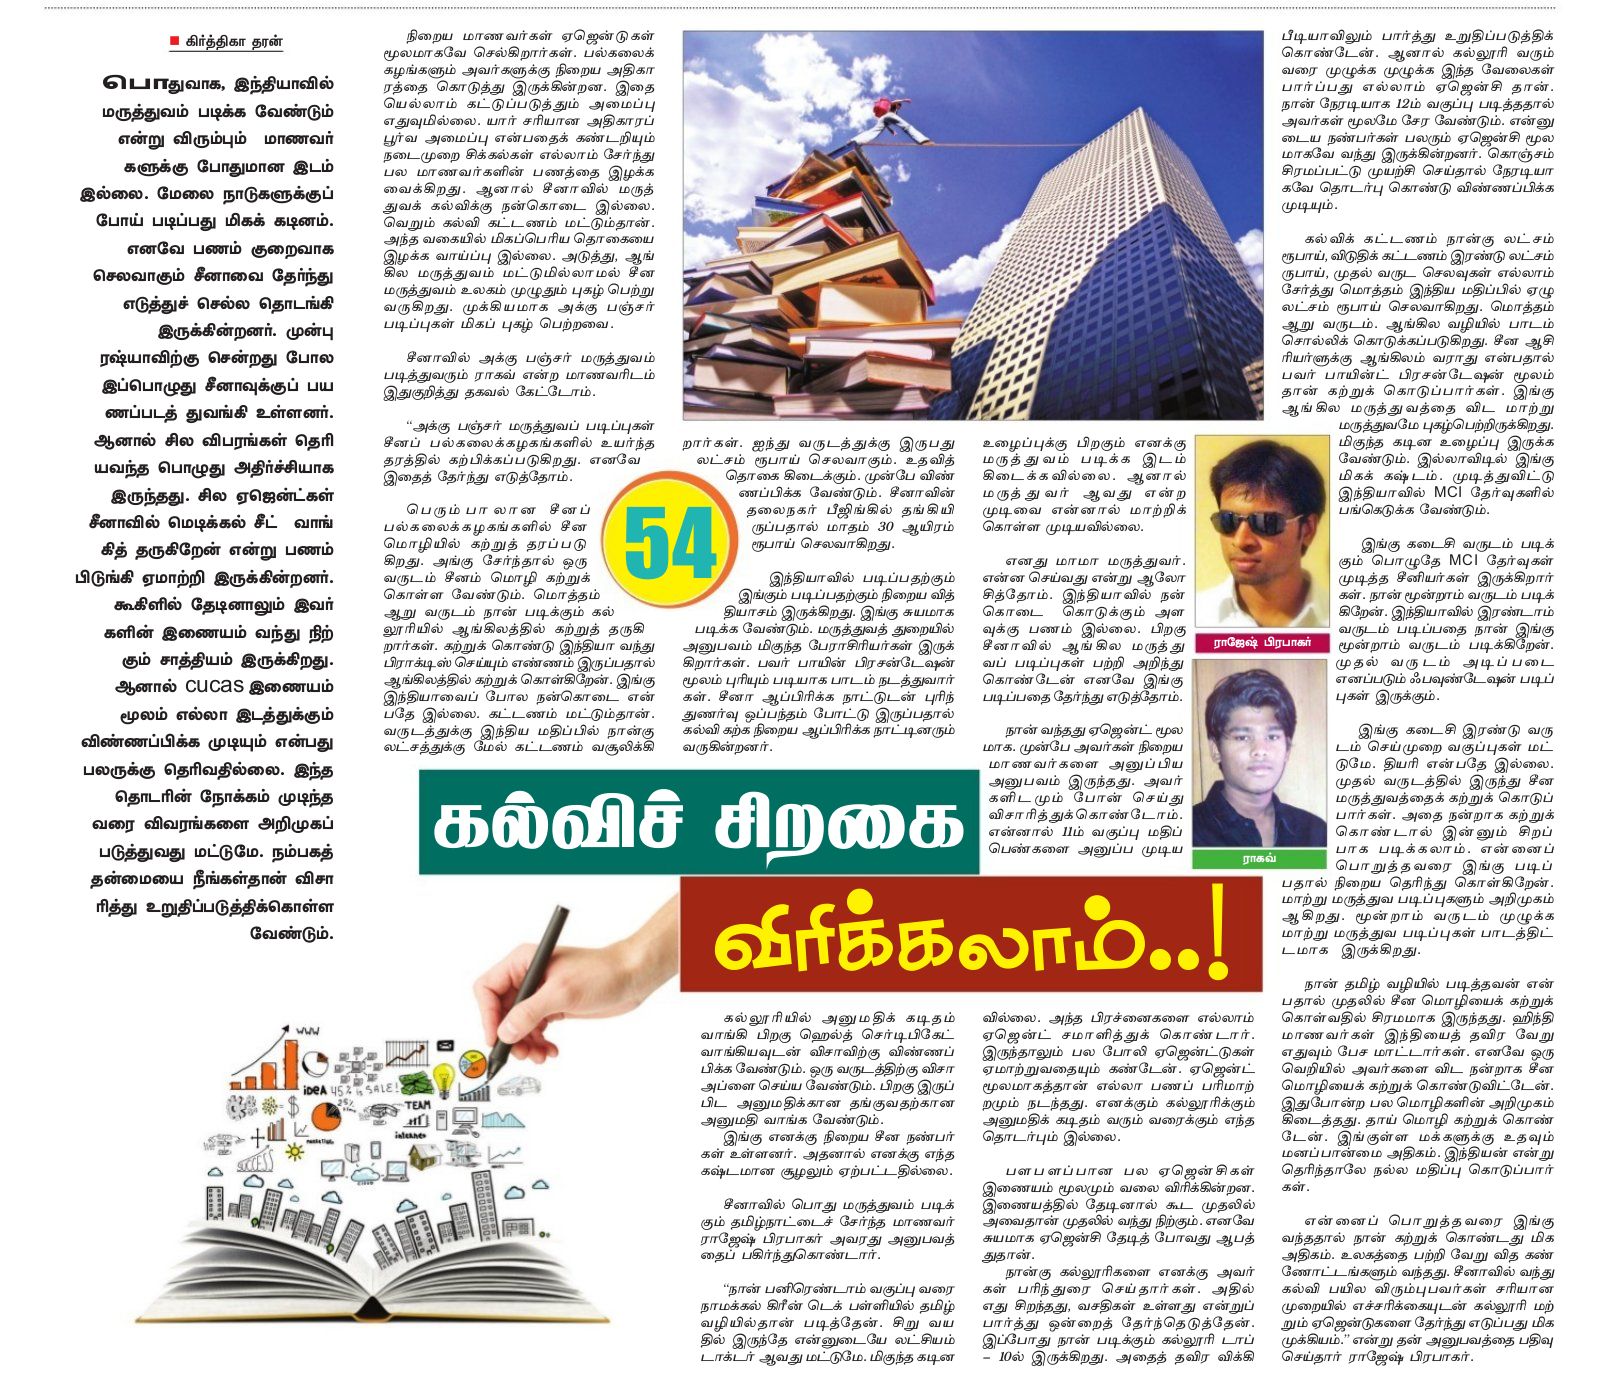 கிர்த்திகா தரன்
பொதுவாக, இந்தியாவில்
மருத்துவம் படிக்க வேண்டும்
என்று விரும்பும் மாணவர்
களுக்கு போதுமான இடம்
இல்லை. மேலை நாடுகளுக்குப்
போய் படிப்பது மிகக் கடினம்.
எனவே பணம் குறைவாக
செலவாகும் சீனாவை தேர்ந்து
எடுத்துச் செல்ல தொடங்கி
இருக்கின்றனர். முன்பு
ரஷ்யாவிற்கு சென்றது போல
இப்பொழுது சீனாவுக்குப் பய
ணப்படத் துவங்கி உள்ளனர்.
ஆனால் சில விபரங்கள் தெரி
யவந்த பொழுது அதிர்ச்சியாக
இருந்தது. சில ஏஜென்ட்கள்
சீனாவில் மெடிக்கல் சீட் வாங்
கித் தருகிறேன் என்று பணம்
பிடுங்கி ஏமாற்றி இருக்கின்றனர்.
கூகிளில் தேடினாலும் இவர்
களின் இணையம் வந்து நிற்
கும் சாத்தியம் இருக்கிறது.
ஆனால் cucas இணையம்
மூலம் எல்லா இடத்துக்கும்
விண்ணப்பிக்க முடியும் என்பது
பலருக்கு தெரிவதில்லை. இந்த
தொடரின் நோக்கம் முடிந்த
வரை விவரங்களை அறிமுகப்
படுத்துவது மட்டுமே. நம்பகத்
தன்மையை நீங்கள்தான் விசா
ரித்து உறுதிப்படுத்திக்கொள்ள
வேண்டும்.
நிறைய மாணவர்கள் ஏஜென்டுகள்
மூலமாகவே செல்கிறார்கள். பல்கலைக்
கழங்களும் அவர்களுக்கு நிறைய அதிகா
ரத்தை கொடுத்து இருக்கின்றன. இதை
யெல்லாம் கட்டுப்படுத்தும் அமைப்பு
எதுவுமில்லை. யார் சரியான அதிகாரப்
பூர்வ அமைப்பு என்பதைக் கண்டறியும்
நடைமுறை சிக்கல்கள் எல்லாம் சேர்ந்து
பல மாணவர்களின் பணத்தை இழக்க
வைக்கிறது. ஆனால் சீனாவில் மருத்
துவக் கல்விக்கு நன்கொடை இல்லை.
வெறும் கல்வி கட்டணம் மட்டும்தான்.
அந்த வகையில் மிகப்பெரிய தொகையை
இழக்க வாய்ப்பு இல்லை. அடுத்து, ஆங்
கில மருத்துவம் மட்டுமில்லாமல் சீன
மருத்துவம் உலகம் முழுதும் புகழ் பெற்று
வருகிறது. முக்கியமாக அக்கு பஞ்சர்
படிப்புகள் மிகப் புகழ் பெற்றவை.
சீனாவில் அக்கு பஞ்சர் மருத்துவம்
படித்துவரும் ராகவ் என்ற மாணவரிடம்
இதுகுறித்து தகவல் கேட்டோம்.
“அக்கு பஞ்சர் மருத்துவப் படிப்புகள்
சீனப் பல்கலைக்கழகங்களில் உயர்ந்த
தரத்தில் கற்பிக்கப்படுகிறது. எனவே
இதைத் தேர்ந்து எடுத்தோம்.
பெரும்பாலான சீனப்
பல்கலைக்கழகங்களில் சீன
மொழியில் கற்றுத் தரப்படு
கிறது. அங்கு சேர்ந்தால் ஒரு
வருடம் சீனம் மொழி கற்றுக்
கொள்ள வேண்டும். மொத்தம்
ஆறு வருடம் நான் படிக்கும் கல்
லூரியில் ஆங்கிலத்தில் கற்றுத் தருகி
றார்கள். கற்றுக் கொண்டு இந்தியா வந்து
பிராக்டிஸ் செய்யும் எண்ணம் இருப்பதால்
ஆங்கிலத்தில் கற்றுக் கொள்கிறேன். இங்கு
இந்தியாவைப் போல நன்கொடை என்
பதே இல்லை. கட்டணம் மட்டும்தான்.
வருடத்துக்கு இந்திய மதிப்பில் நான்கு
லட்சத்துக்கு மேல் கட்டணம் வசூலிக்கி
54
றார்கள். ஐந்து வருடத்துக்கு இருபது
லட்சம் ரூபாய் செலவாகும். உதவித்
தொகை கிடைக்கும். முன்பே விண்
ணப்பிக்க வேண்டும். சீனாவின்
தலைநகர் பீஜிங்கில் தங்கியி
ருப்பதால் மாதம் 30 ஆயிரம்
ரூபாய் செலவாகிறது.
இந்தியாவில் படிப்பதற்கும்
இங்கும் படிப்பதற்கும் நிறைய வித்
தியாசம் இருக்கிறது. இங்கு சுயமாக
படிக்க வேண்டும். மருத்துவத் துறையில்
அனுபவம் மிகுந்த பேராசிரியர்கள் இருக்
கிறார்கள். பவர் பாயின் பிரசன்டேஷன்
மூலம் புரியும் படியாக பாடம் நடத்துவார்
கள். சீனா ஆப்பிரிக்க நாட்டுடன் புரிந்
துணர்வு ஒப்பந்தம் போட்டு இருப்பதால்
கல்வி கற்க நிறைய ஆப்பிரிக்க நாட்டினரும்
வருகின்றனர்.
கல்விச் சிறகை
விரிக்கலாம்..!
கல்லூரியில் அனுமதிக் கடிதம்
வாங்கி பிறகு ஹெல்த் செர்டிபிகேட்
வாங்கியவுடன் விசாவிற்கு விண்ணப்
பிக்க வேண்டும். ஒரு வருடத்திற்கு விசா
அப்ளை செய்ய வேண்டும். பிறகு இருப்
பிட அனுமதிக்கான தங்குவதற்கான
அனுமதி வாங்க வேண்டும்.
இங்கு எனக்கு நிறைய சீன நண்பர்
கள் உள்ளனர். அதனால் எனக்கு எந்த
கஷ்டமான சூழலும் ஏற்பட்டதில்லை.
சீனாவில் பொது மருத்துவம் படிக்
கும் தமிழ்நாட்டைச் சேர்ந்த மாணவர்
ராஜேஷ் பிரபாகர் அவரது அனுபவத்
தைப் பகிர்ந்துகொண்டார்.
“நான் பனிரெண்டாம் வகுப்பு வரை
நாமக்கல் கிரீன் டெக் பள்ளியில் தமிழ்
வழியில்தான் படித்தேன். சிறு வய
தில் இருந்தே என்னுடையே லட்சியம்
டாக்டர் ஆவது மட்டுமே. மிகுந்த கடின
உழைப்புக்கு பிறகும் எனக்கு
மருத்துவம் படிக்க இடம்
கிடைக்கவில்லை. ஆனால்
மருத்துவர் ஆவது என்ற
முடிவை என்னால் மாற்றிக்
கொள்ள முடியவில்லை.
எனது மாமா மருத்துவர்.
என்ன செய்வது என்று ஆலோ
சித்தோம். இந்தியாவில் நன்
கொடை கொடுக்கும் அள
வுக்கு பணம் இல்லை. பிறகு
சீனாவில் ஆங்கில மருத்து
வப் படிப்புகள் பற்றி அறிந்து
கொண்டேன் எனவே இங்கு
படிப்பதை தேர்ந்து எடுத்தோம்.
நான் வந்தது ஏஜென்ட் மூல
மாக. முன்பே அவர்கள் நிறைய
மாணவர்களை அனுப்பிய
அனுபவம் இருந்தது. அவர்
களிடமும் போன் செய்து
விசாரித்துக்கொண்டோம்.
என்னால் 11ம் வகுப்பு மதிப்
பெண்களை அனுப்ப முடிய
வில்லை. அந்த பிரச்னைகளை எல்லாம்
ஏஜென்ட் சமாளித்துக் கொண்டார்.
இருந்தாலும் பல போலி ஏஜென்ட்டுகள்
ஏமாற்றுவதையும் கண்டேன். ஏஜென்ட்
மூலமாகத்தான் எல்லா பணப் பரிமாற்
றமும் நடந்தது. எனக்கும் கல்லூரிக்கும்
அனுமதிக் கடிதம் வரும் வரைக்கும் எந்த
தொடர்பும் இல்லை.
பளபளப்பான பல ஏஜென்சிகள்
இணையம் மூலமும் வலை விரிக்கின்றன.
இணையத்தில் தேடினால் கூட முதலில்
அவைதான் முதலில் வந்து நிற்கும். எனவே
சுயமாக ஏஜென்சி தேடித் போவது ஆபத்
துதான்.
நான்கு கல்லூரிகளை எனக்கு அவர்
கள் பரிந்துரை செய்தார்கள். அதில்
எது சிறந்தது, வசதிகள் உள்ளது என்றுப்
பார்த்து ஒன்றைத் தேர்ந்தெடுத்தேன்.
இப்போது நான் படிக்கும் கல்லூரி டாப்
– 10ல் இருக்கிறது. அதைத் தவிர விக்கி
ராஜேஷ் பிரபாகர்
ராகவ்
பீடியாவிலும் பார்த்து உறுதிப்படுத்திக்
கொண்டேன். ஆனால் கல்லூரி வரும்
வரை முழுக்க முழுக்க இந்த வேலைகள்
பார்ப்பது எல்லாம் ஏஜென்சி தான்.
நான் நேரடியாக 12ம் வகுப்பு படித்ததால்
அவர்கள் மூலமே சேர வேண்டும். என்னு
டைய நண்பர்கள் பலரும் ஏஜென்சி மூல
மாகவே வந்து இருக்கின்றனர். கொஞ்சம்
சிரமப்பட்டு முயற்சி செய்தால் நேரடியா
கவே தொடர்பு கொண்டு விண்ணப்பிக்க
முடியும்.
கல்விக் கட்டணம் நான்கு லட்சம்
ரூபாய், விடுதிக் கட்டணம் இரண்டு லட்சம்
ருபாய், முதல் வருட செலவுகள் எல்லாம்
சேர்த்து மொத்தம் இந்திய மதிப்பில் ஏழு
லட்சம் ரூபாய் செலவாகிறது. மொத்தம்
ஆறு வருடம். ஆங்கில வழியில் பாடம்
சொல்லிக் கொடுக்கப்படுகிறது. சீன ஆசி
ரியர்ளுக்கு ஆங்கிலம் வராது என்பதால்
பவர் பாயின்ட் பிரசன்டேஷன் மூலம்
தான் கற்றுக் கொடுப்பார்கள். இங்கு
ஆங்கில மருத்துவத்தை விட மாற்று
மருத்துவமே புகழ்பெற்றிருக்கிறது.
மிகுந்த கடின உழைப்பு இருக்க
வேண்டும். இல்லாவிடில் இங்கு
மிகக் கஷ்டம். முடித்துவிட்டு
இந்தியாவில் MCI தேர்வுகளில்
பங்கெடுக்க வேண்டும்.
இங்கு கடைசி வருடம் படிக்
கும் பொழுதே MCI தேர்வுகள்
முடித்த சீனியர்கள் இருக்கிறார்
கள். நான் மூன்றாம் வருடம் படிக்
கிறேன். இந்தியாவில் இரண்டாம்
வருடம் படிப்பதை நான் இங்கு
மூன்றாம் வருடம் படிக்கிறேன்.
முதல் வருடம் அடிப்படை
எனப்படும் ஃபவுண்டேஷன் படிப்
புகள் இருக்கும்.
இங்கு கடைசி இரண்டு வரு
டம் செய்முறை வகுப்புகள் மட்
டுமே. தியரி என்பதே இல்லை.
முதல் வருடத்தில் இருந்து சீன
மருத்துவத்தைக் கற்றுக் கொடுப்
பார்கள். அதை நன்றாக கற்றுக்
கொண்டால் இன்னும் சிறப்
பாக படிக்கலாம். என்னைப்
பொறுத்தவரை இங்கு படிப்
பதால் நிறைய தெரிந்து கொள்கிறேன்.
மாற்று மருத்துவ படிப்புகளும் அறிமுகம்
ஆகிறது. மூன்றாம் வருடம் முழுக்க
மாற்று மருத்துவ படிப்புகள் பாடத்திட்
டமாக இருக்கிறது.
நான் தமிழ் வழியில் படித்தவன் என்
பதால் முதலில் சீன மொழியைக் கற்றுக்
கொள்வதில் சிரமமாக இருந்தது. ஹிந்தி
மாணவர்கள் இந்தியைத் தவிர வேறு
எதுவும் பேச மாட்டார்கள். எனவே ஒரு
வெறியில் அவர்களை விட நன்றாக சீன
மொழியைக் கற்றுக் கொண்டுவிட்டேன்.
இதுபோன்ற பல மொழிகளின் அறிமுகம்
கிடைத்தது. தாய் மொழி கற்றுக் கொண்
டேன். இங்குள்ள மக்களுக்கு உதவும்
மனப்பான்மை அதிகம். இந்தியன் என்று
தெரிந்தாலே நல்ல மதிப்பு கொடுப்பார்
கள்.
என்னைப் பொறுத்தவரை இங்கு
வந்ததால் நான் கற்றுக் கொண்டது மிக
அதிகம். உலகத்தை பற்றி வேறு வித கண்
ணோட்டங்களும் வந்தது. சீனாவில் வந்து
கல்வி பயில விரும்புபவர்கள் சரியான
முறையில் எச்சரிக்கையுடன் கல்லூரி மற்
றும் ஏஜென்டுகளை தேர்ந்து எடுப்பது மிக
முக்கியம்.” என்று தன் அனுபவத்தை பதிவு
செய்தார் ராஜேஷ் பிரபாகர்.
WWW
iDEA
45% is SALE!
25%
TEAM
internet